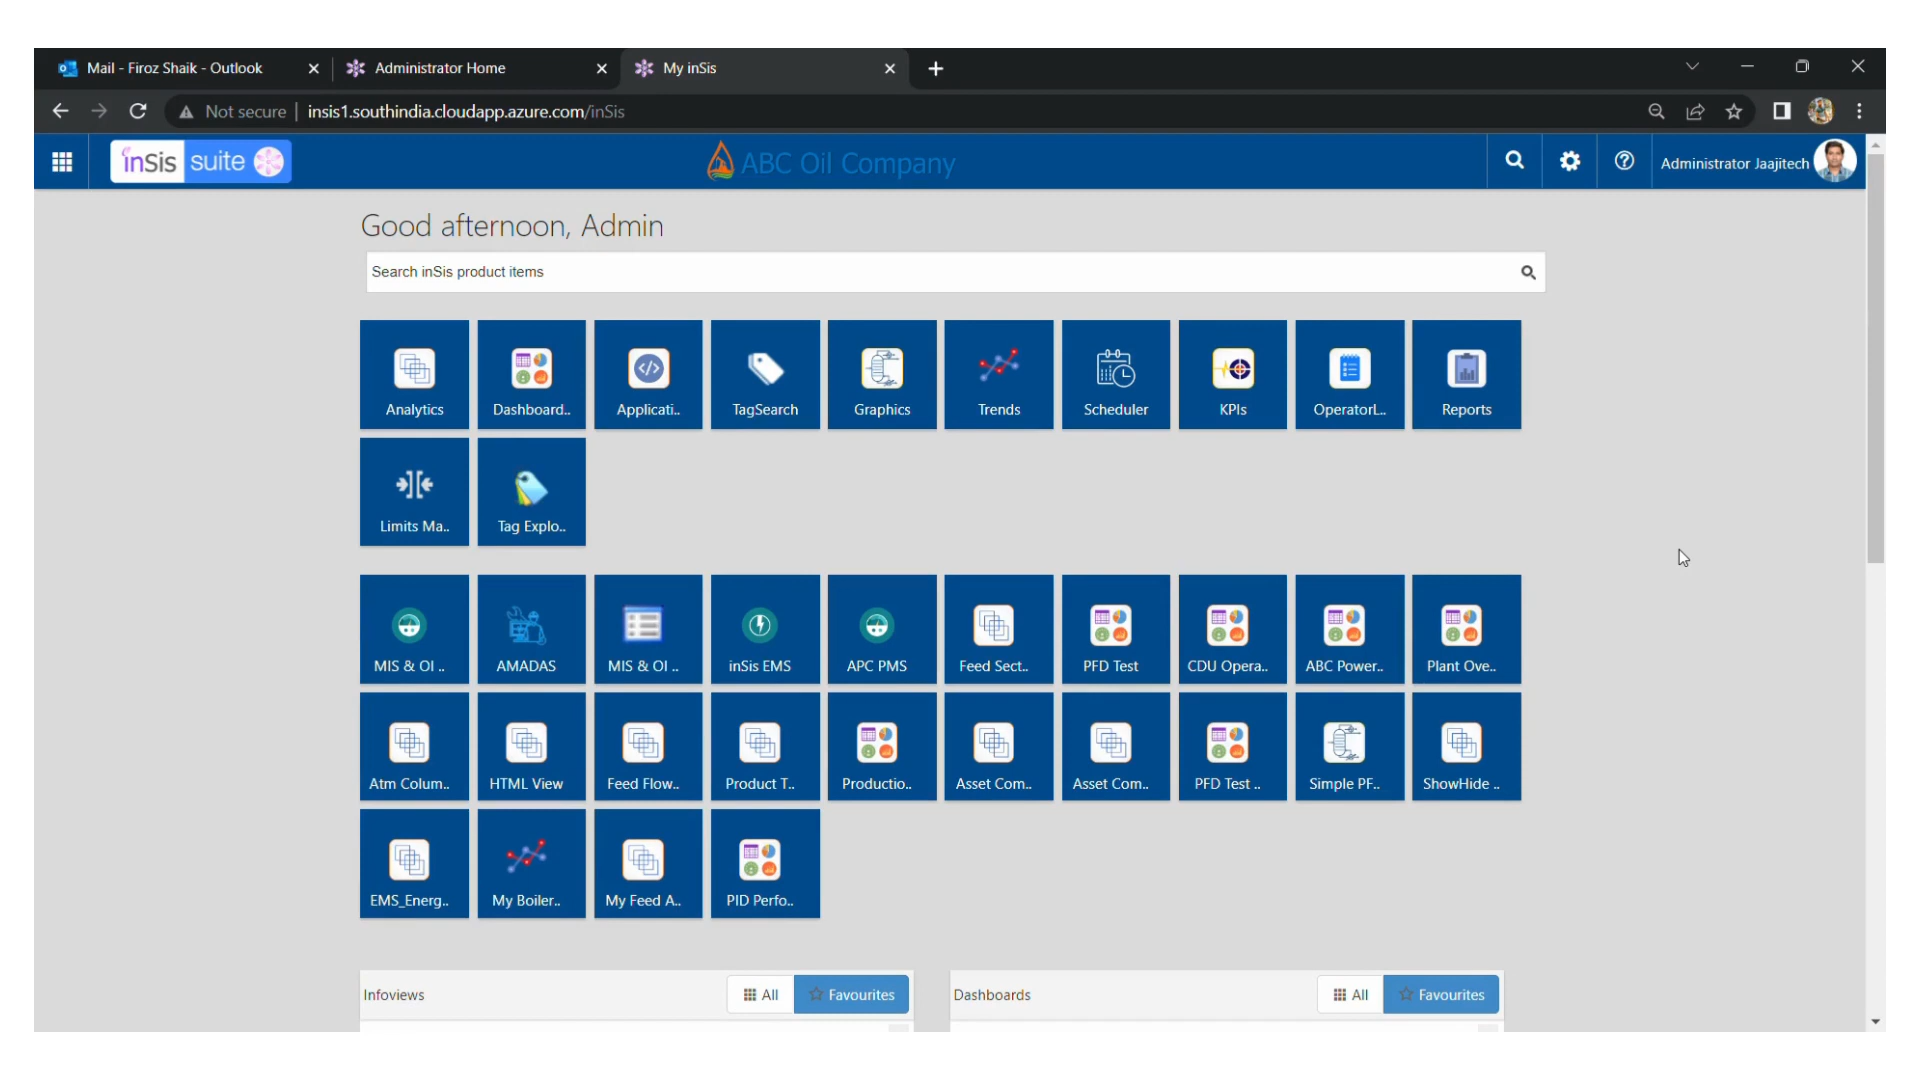 Mail - Firoz Shaik - Outlook
Administrator Home
My inSis
Not secure | insis1.southindia.cloudapp.azure.com/inSis
inSis suite
ABC Oil Company
Administrator Jaajitech
Good afternoon, Admin
Search inSis product items
Analytics
Dashboard..
Applicati..
TagSearch
Graphics
Trends
Scheduler
KPIs
OperatorL..
Reports
Limits Ma..
Tag Explo..
MIS & OI ..
AMADAS
MIS & OI ..
inSis EMS
APC PMS
Feed Sect..
PFD Test
CDU Opera..
ABC Power..
Plant Ove..
Atm Colum..
HTML View
Feed Flow..
Product T..
Productio..
Asset Com..
Asset Com..
PFD Test ..
Simple PF..
ShowHide ..
EMS_Energ..
My Boiler..
My Feed A..
PID Perfo..
Infoviews
All
Favourites
Dashboards
All
Favourites